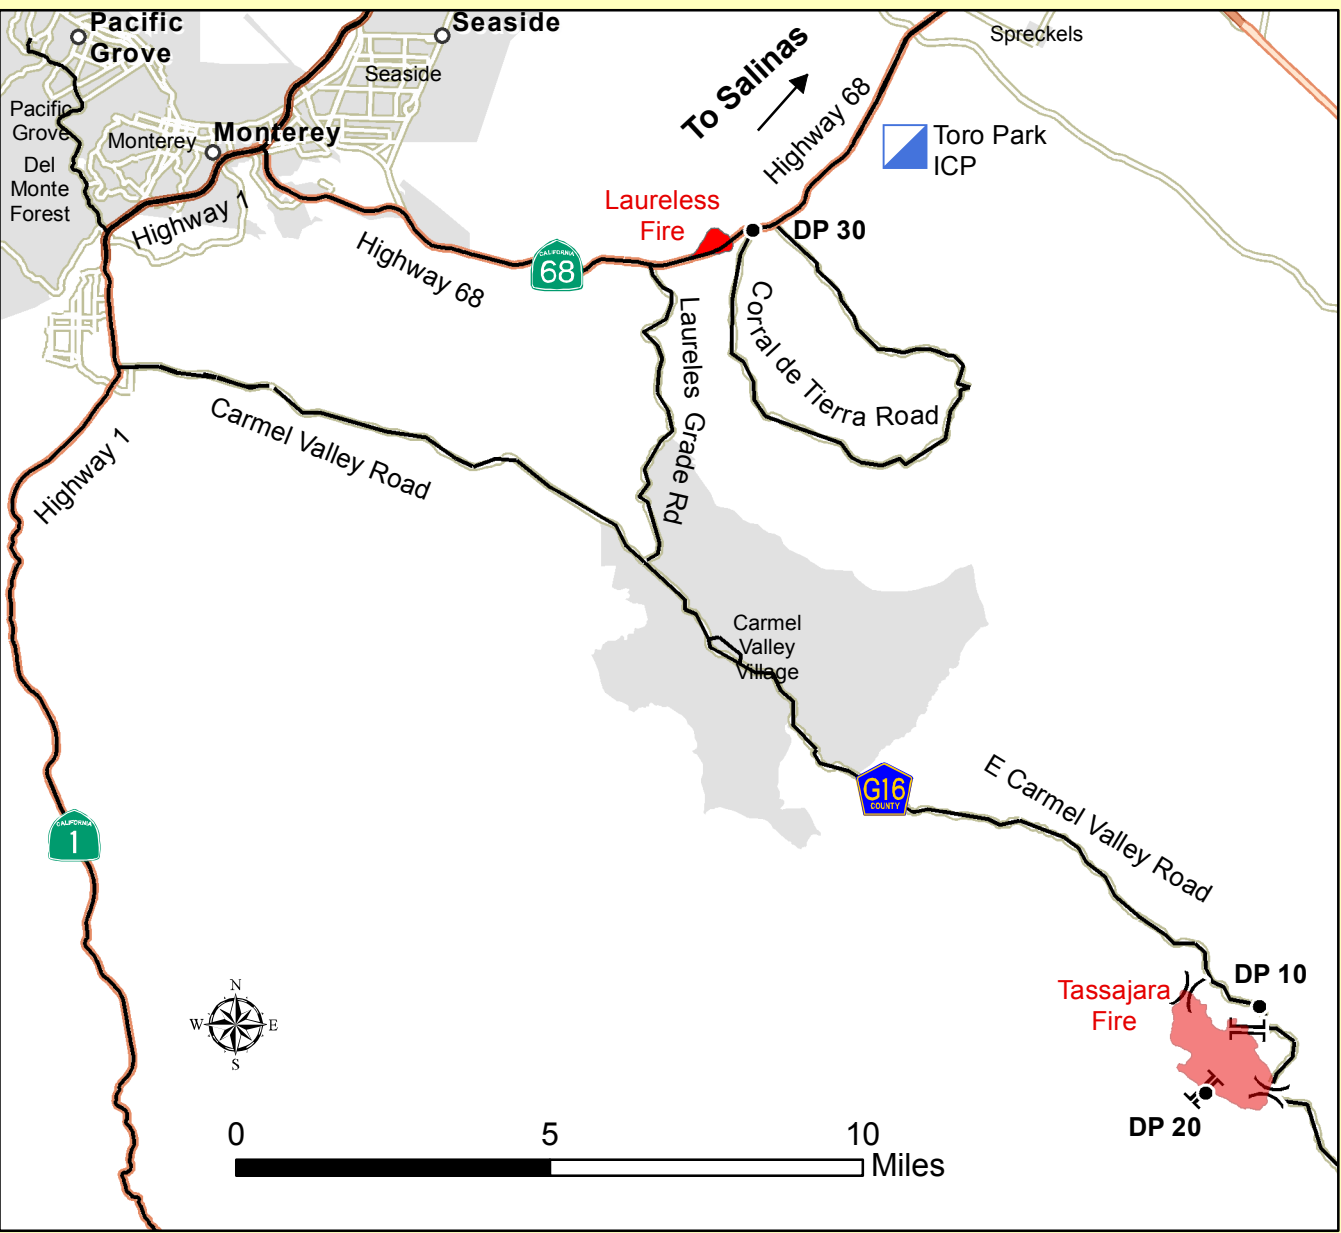 Pacific
Grove
Seaside
Spreckels
Seaside
To Salinas
Highway 68
Pacific
Grove
Monterey
Monterey
Toro Park
ICP
Del
Monte
Forest
Highway 1
Laureless
Fire
DP 30
Highway 68
CALIFORNIA
68
Laureles Grade Rd
Corral de Tierra Road
Carmel Valley Road
Highway 1
Carmel
Valley
Village
G16
COUNTY
E Carmel Valley Road
CALIFORNIA
1
DP 10
Tassajara
Fire
N
W
E
S
DP 20
0
5
10
Miles